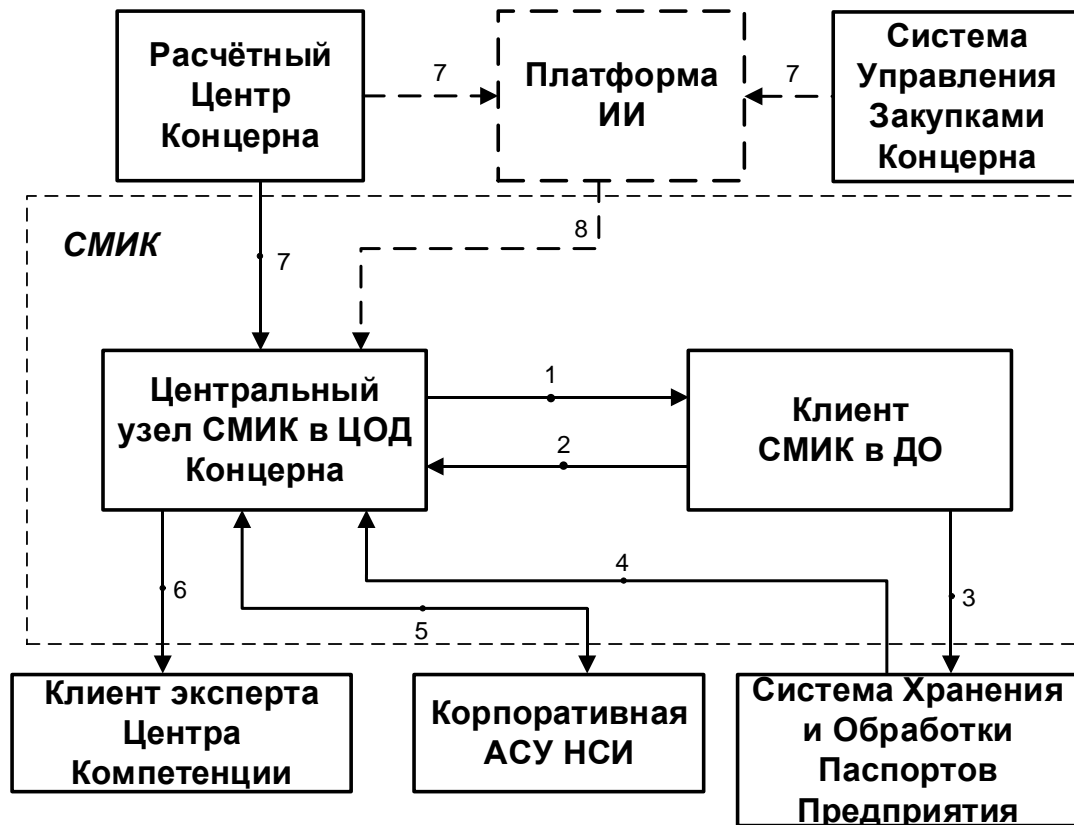 Расчётный
Центр
Концерна
7
Платформа
ИИ
7
Система
Управления
Закупками
Концерна
СМИК
7
8
Центральный
узел СМИК в ЦОД
Концерна
1
2
Клиент
СМИК в ДО
6
5
4
3
Клиент эксперта
Центра
Компетенции
Корпоративная
АСУ НСИ
Система Хранения
и Обработки
Паспортов
Предприятия